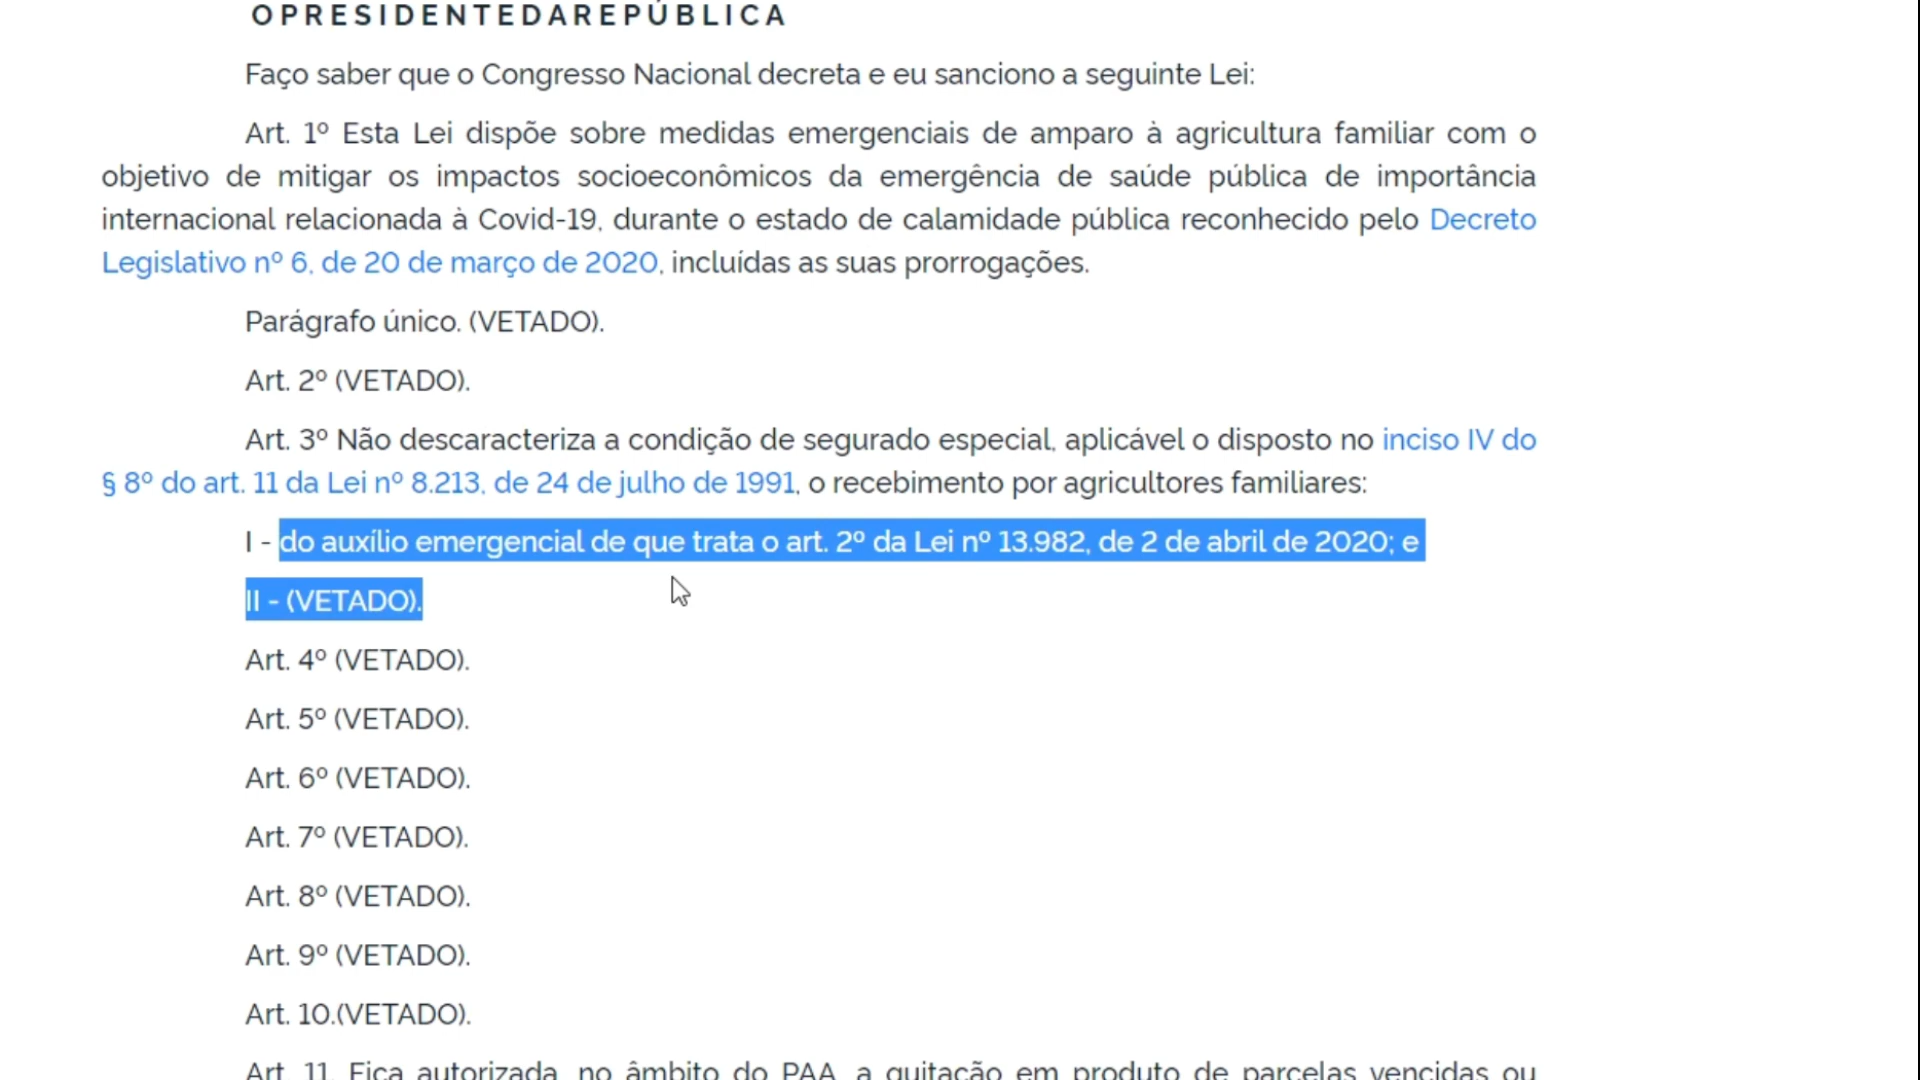 O P R E S I D E N T E D A R E P Ú B L I C A
Faço saber que o Congresso Nacional decreta e eu sanciono a seguinte Lei:
Art. 1º Esta Lei dispõe sobre medidas emergenciais de amparo à agricultura familiar com o
objetivo de mitigar os impactos socioeconômicos da emergência de saúde pública de importância
internacional relacionada à Covid-19, durante o estado de calamidade pública reconhecido pelo Decreto
Legislativo nº 6, de 20 de março de 2020, incluídas as suas prorrogações.
Parágrafo único. (VETADO).
Art. 2º (VETADO).
Art. 3º Não descaracteriza a condição de segurado especial, aplicável o disposto no inciso IV do
§ 8º do art. 11 da Lei nº 8.213, de 24 de julho de 1991, o recebimento por agricultores familiares:
I - do auxílio emergencial de que trata o art. 2º da Lei nº 13.982, de 2 de abril de 2020; e
II - (VETADO).
Art. 4º (VETADO).
Art. 5º (VETADO).
Art. 6º (VETADO).
Art. 7º (VETADO).
Art. 8º (VETADO).
Art. 9º (VETADO).
Art. 10.(VETADO).
Art. 11. Fica autorizada, no âmbito do PAA, a quitação em produto de parcelas vencidas ou